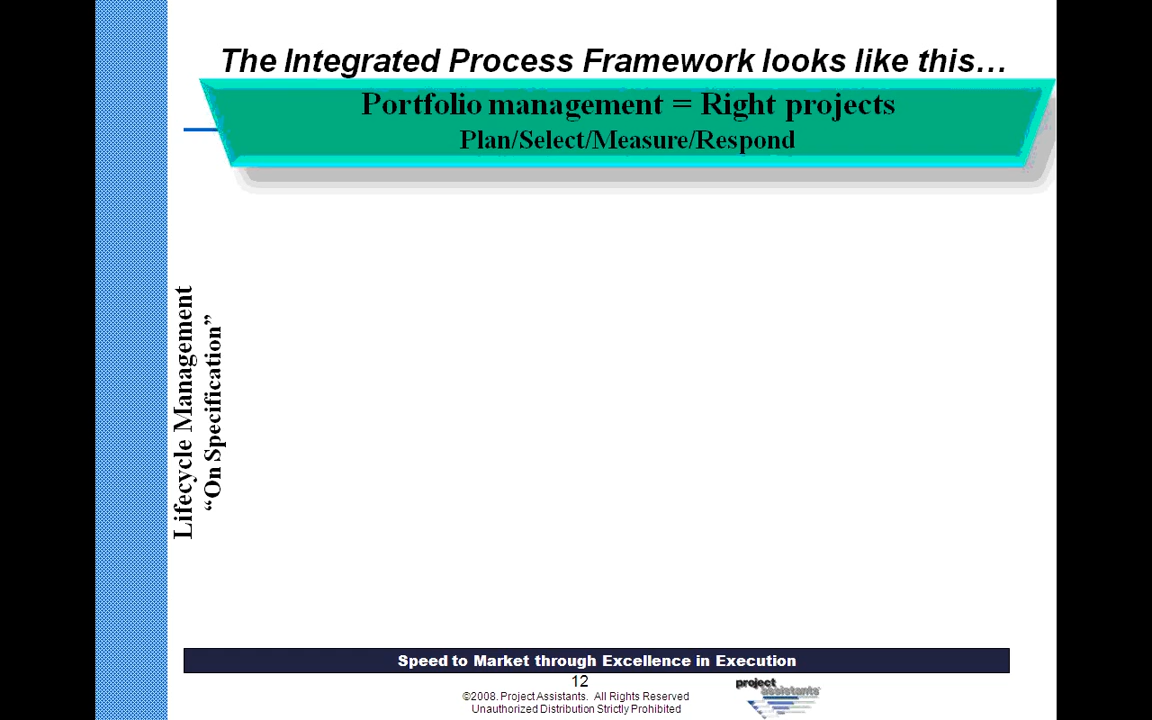 The Integrated Process Framework looks like this…
Portfolio management = Right projects
Plan/Select/Measure/Respond
Lifecycle Management
“On Specification”
Speed to Market through Excellence in Execution
12
©2008. Project Assistants. All Rights Reserved
Unauthorized Distribution Strictly Prohibited
project
assistants